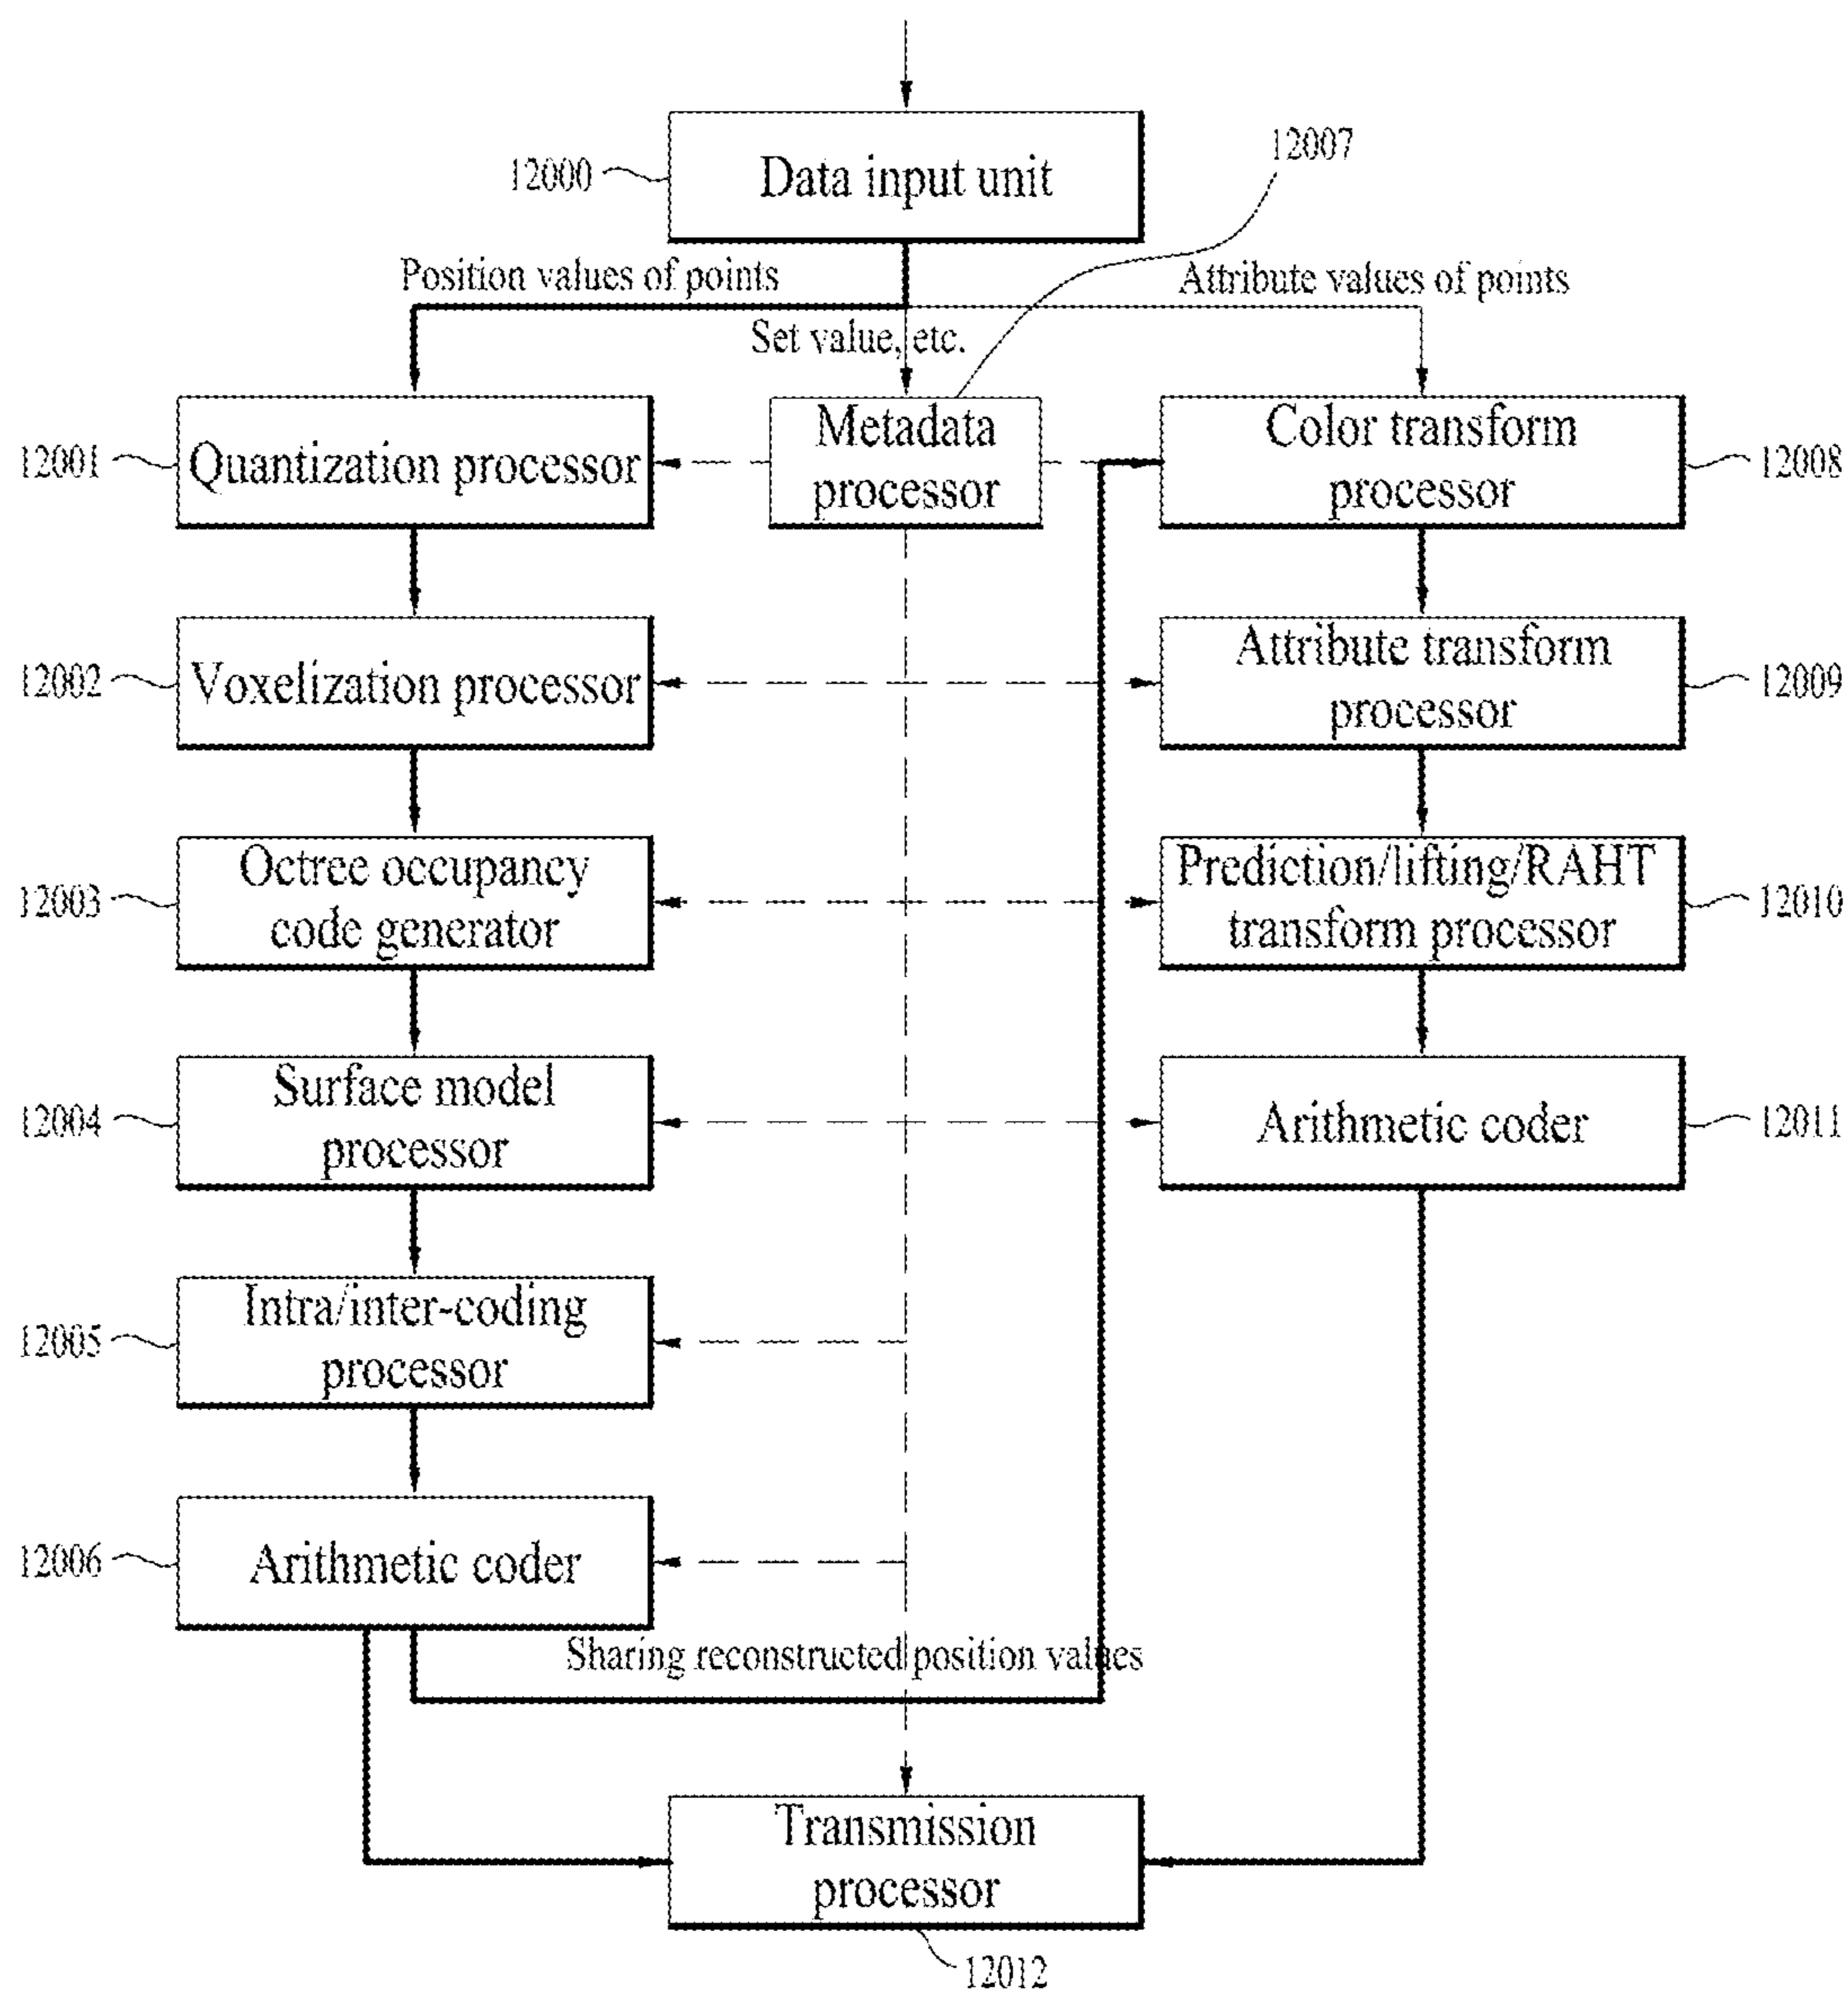 12000
Data input unit
12007
Position values of points
Attribute values of points
Set value, etc.
12001
Quantization processor
Metadata
processor
Color transform
processor
12008
12002
Voxelization processor
Attribute transform
processor
12009
12003
Octree occupancy
code generator
Prediction/lifting/RAHT
transform processor
12010
12004
Surface model
processor
Arithmetic coder
12011
12005
Intra/inter-coding
processor
12006
Arithmetic coder
Sharing reconstructed position values
Transmission
processor
12012